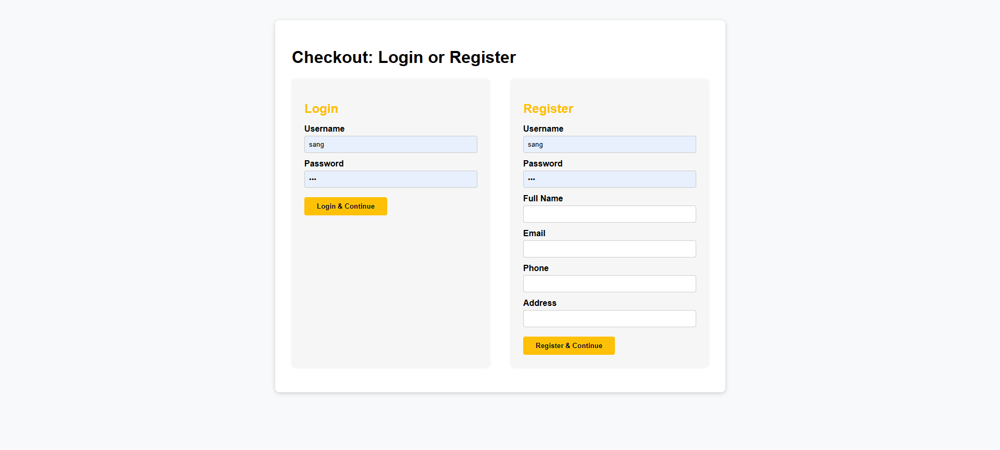 Checkout: Login or Register
Login
Username
sang
Password
•••
Login & Continue
Register
Username
sang
Password
•••
Full Name
Email
Phone
Address
Register & Continue